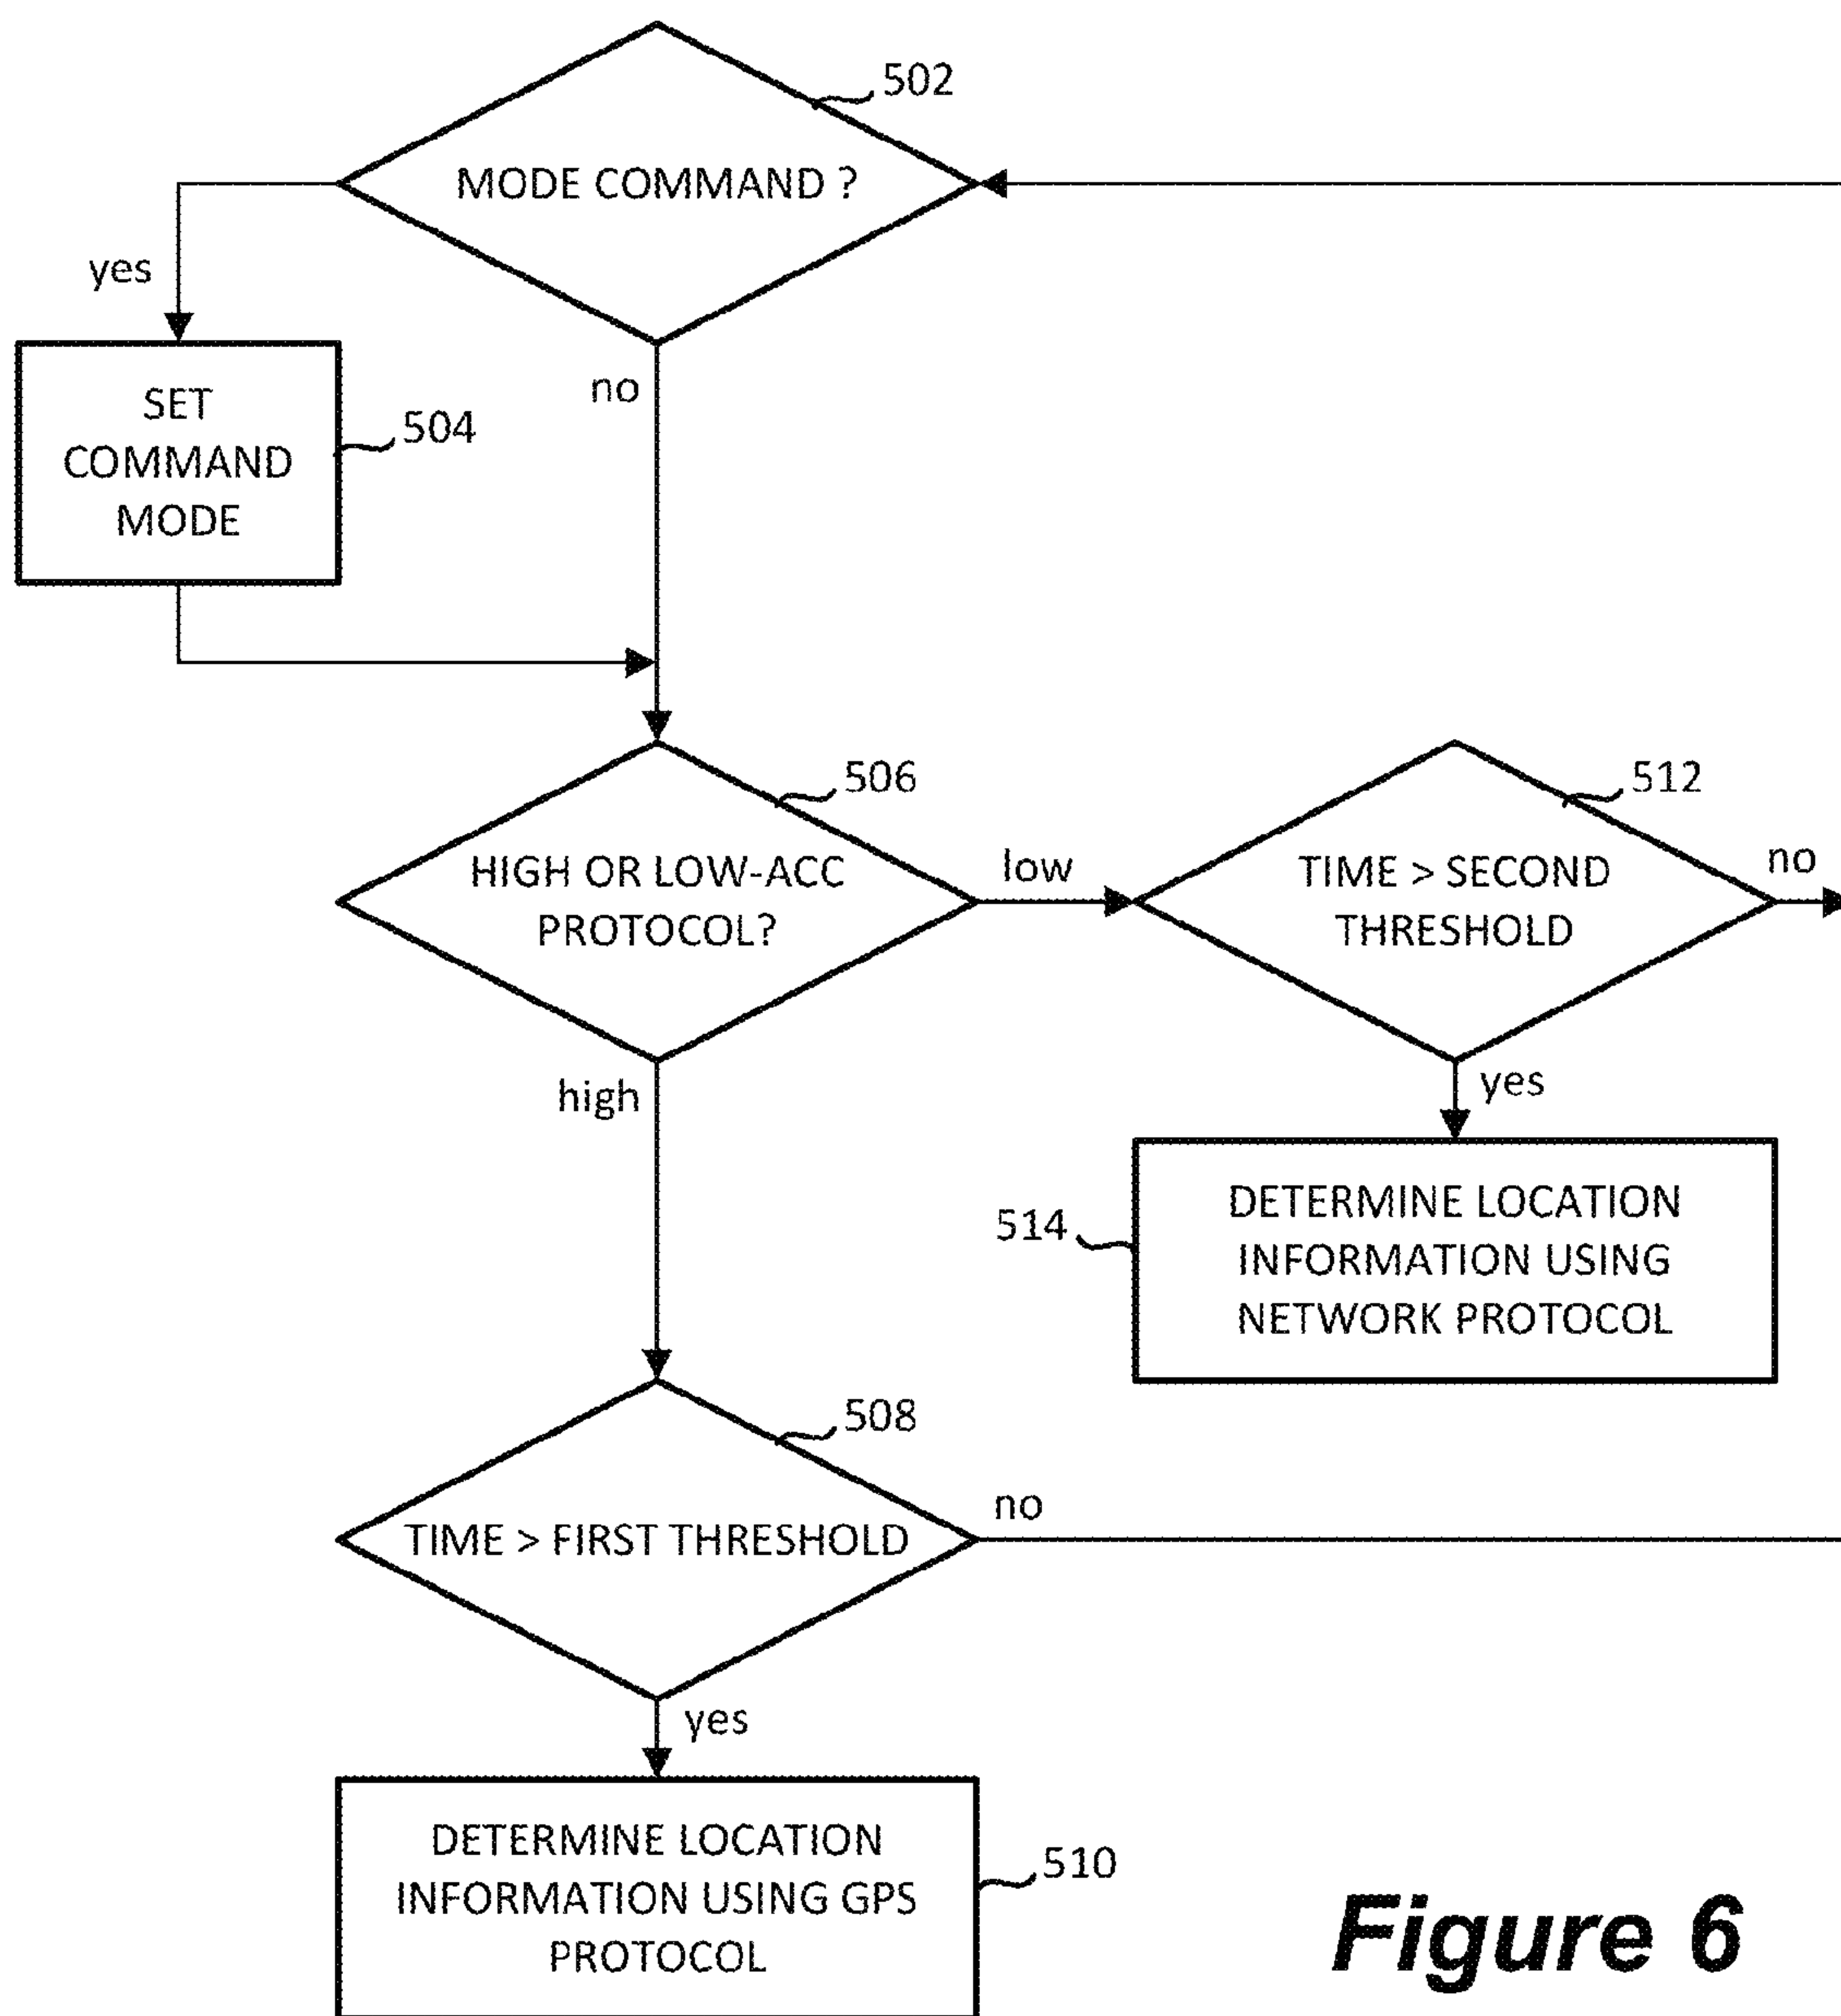 502
MODE COMMAND ?
yes
no
SET
COMMAND
MODE
504
506
HIGH OR LOW-ACC
PROTOCOL?
low
high
512
TIME > SECOND
THRESHOLD
no
yes
514
DETERMINE LOCATION
INFORMATION USING
NETWORK PROTOCOL
508
TIME > FIRST THRESHOLD
no
yes
DETERMINE LOCATION
INFORMATION USING GPS
PROTOCOL
510
Figure 6